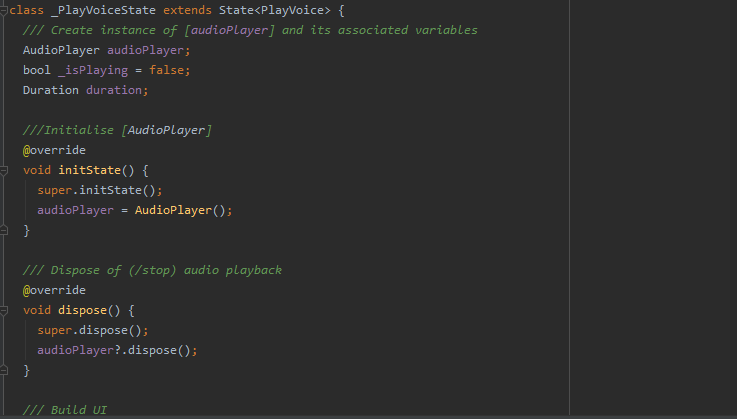 class _PlayVoiceState extends State<PlayVoice> {
/// Create instance of [audioPlayer] and its associated variables
AudioPlayer audioPlayer;
bool _isPlaying = false;
Duration duration;
///Initialise [AudioPlayer]
@override
void initState() {
super.initState();
audioPlayer = AudioPlayer();
}
/// Dispose of (/stop) audio playback
@override
void dispose() {
super.dispose();
audioPlayer?.dispose();
}
/// Build UI